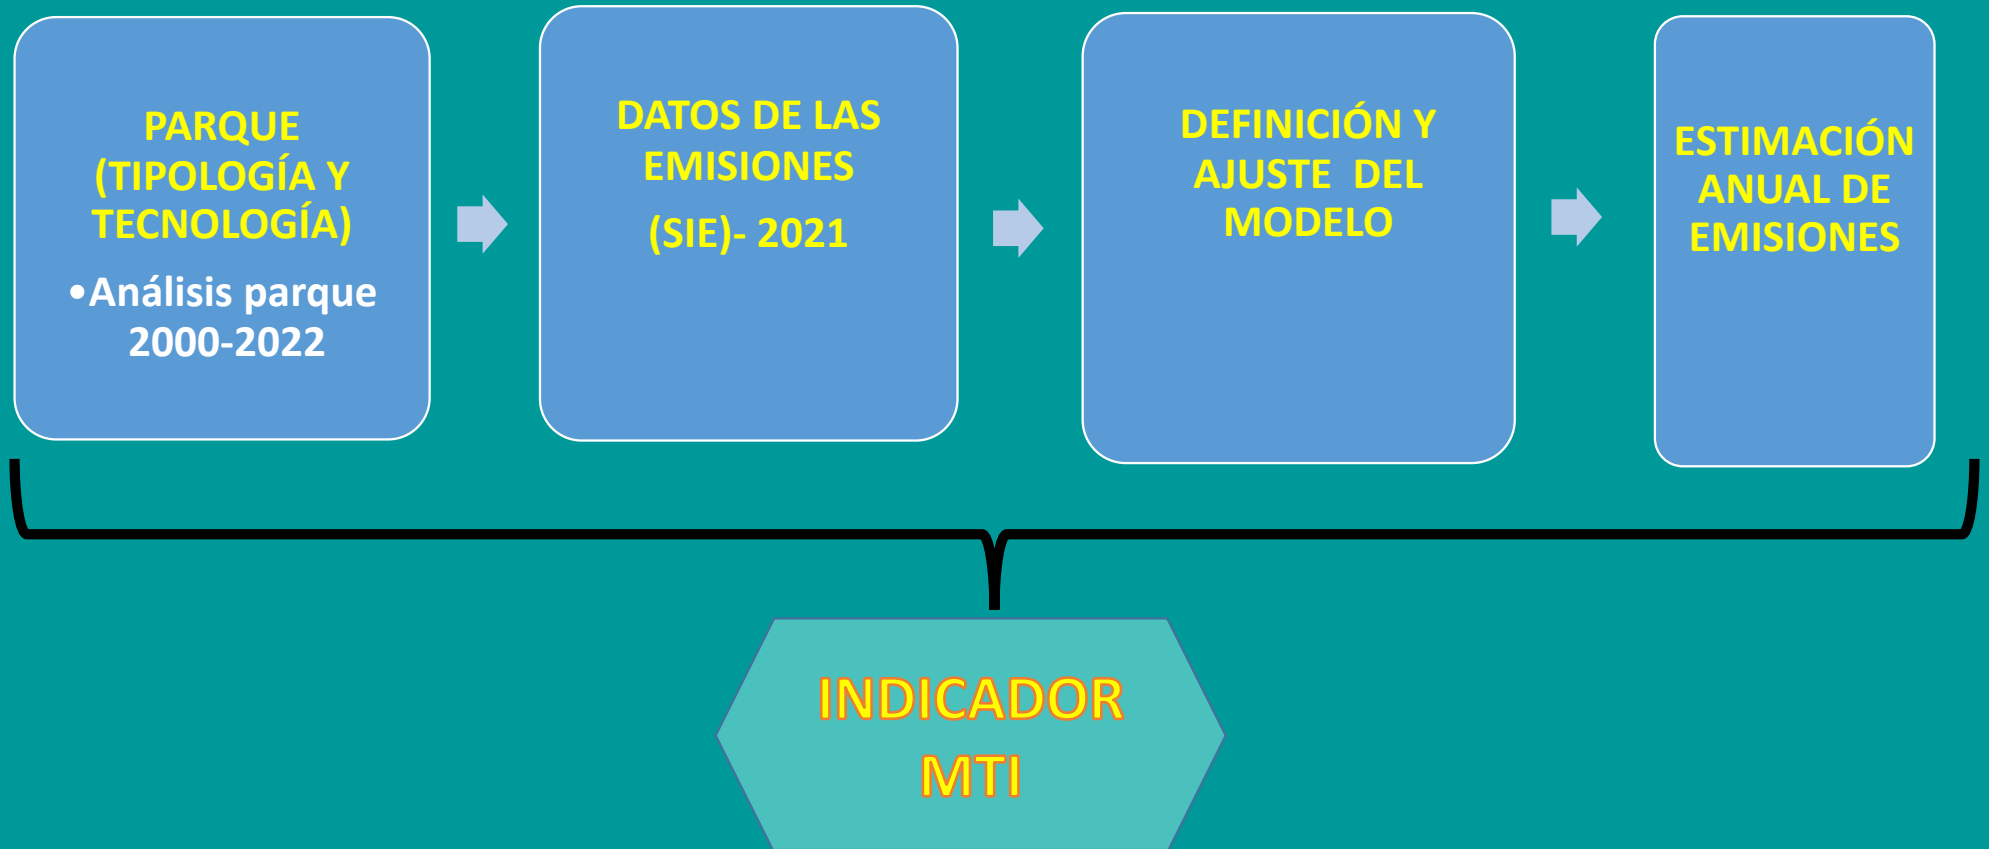 PARQUE
(TIPOLOGÍA Y
TECNOLOGÍA)
•Análisis parque
2000-2022
DATOS DE LAS
EMISIONES
(SIE)- 2021
DEFINICIÓN Y
AJUSTE DEL
MODELO
ESTIMACIÓN
ANUAL DE
EMISIONES
INDICADOR
MTI